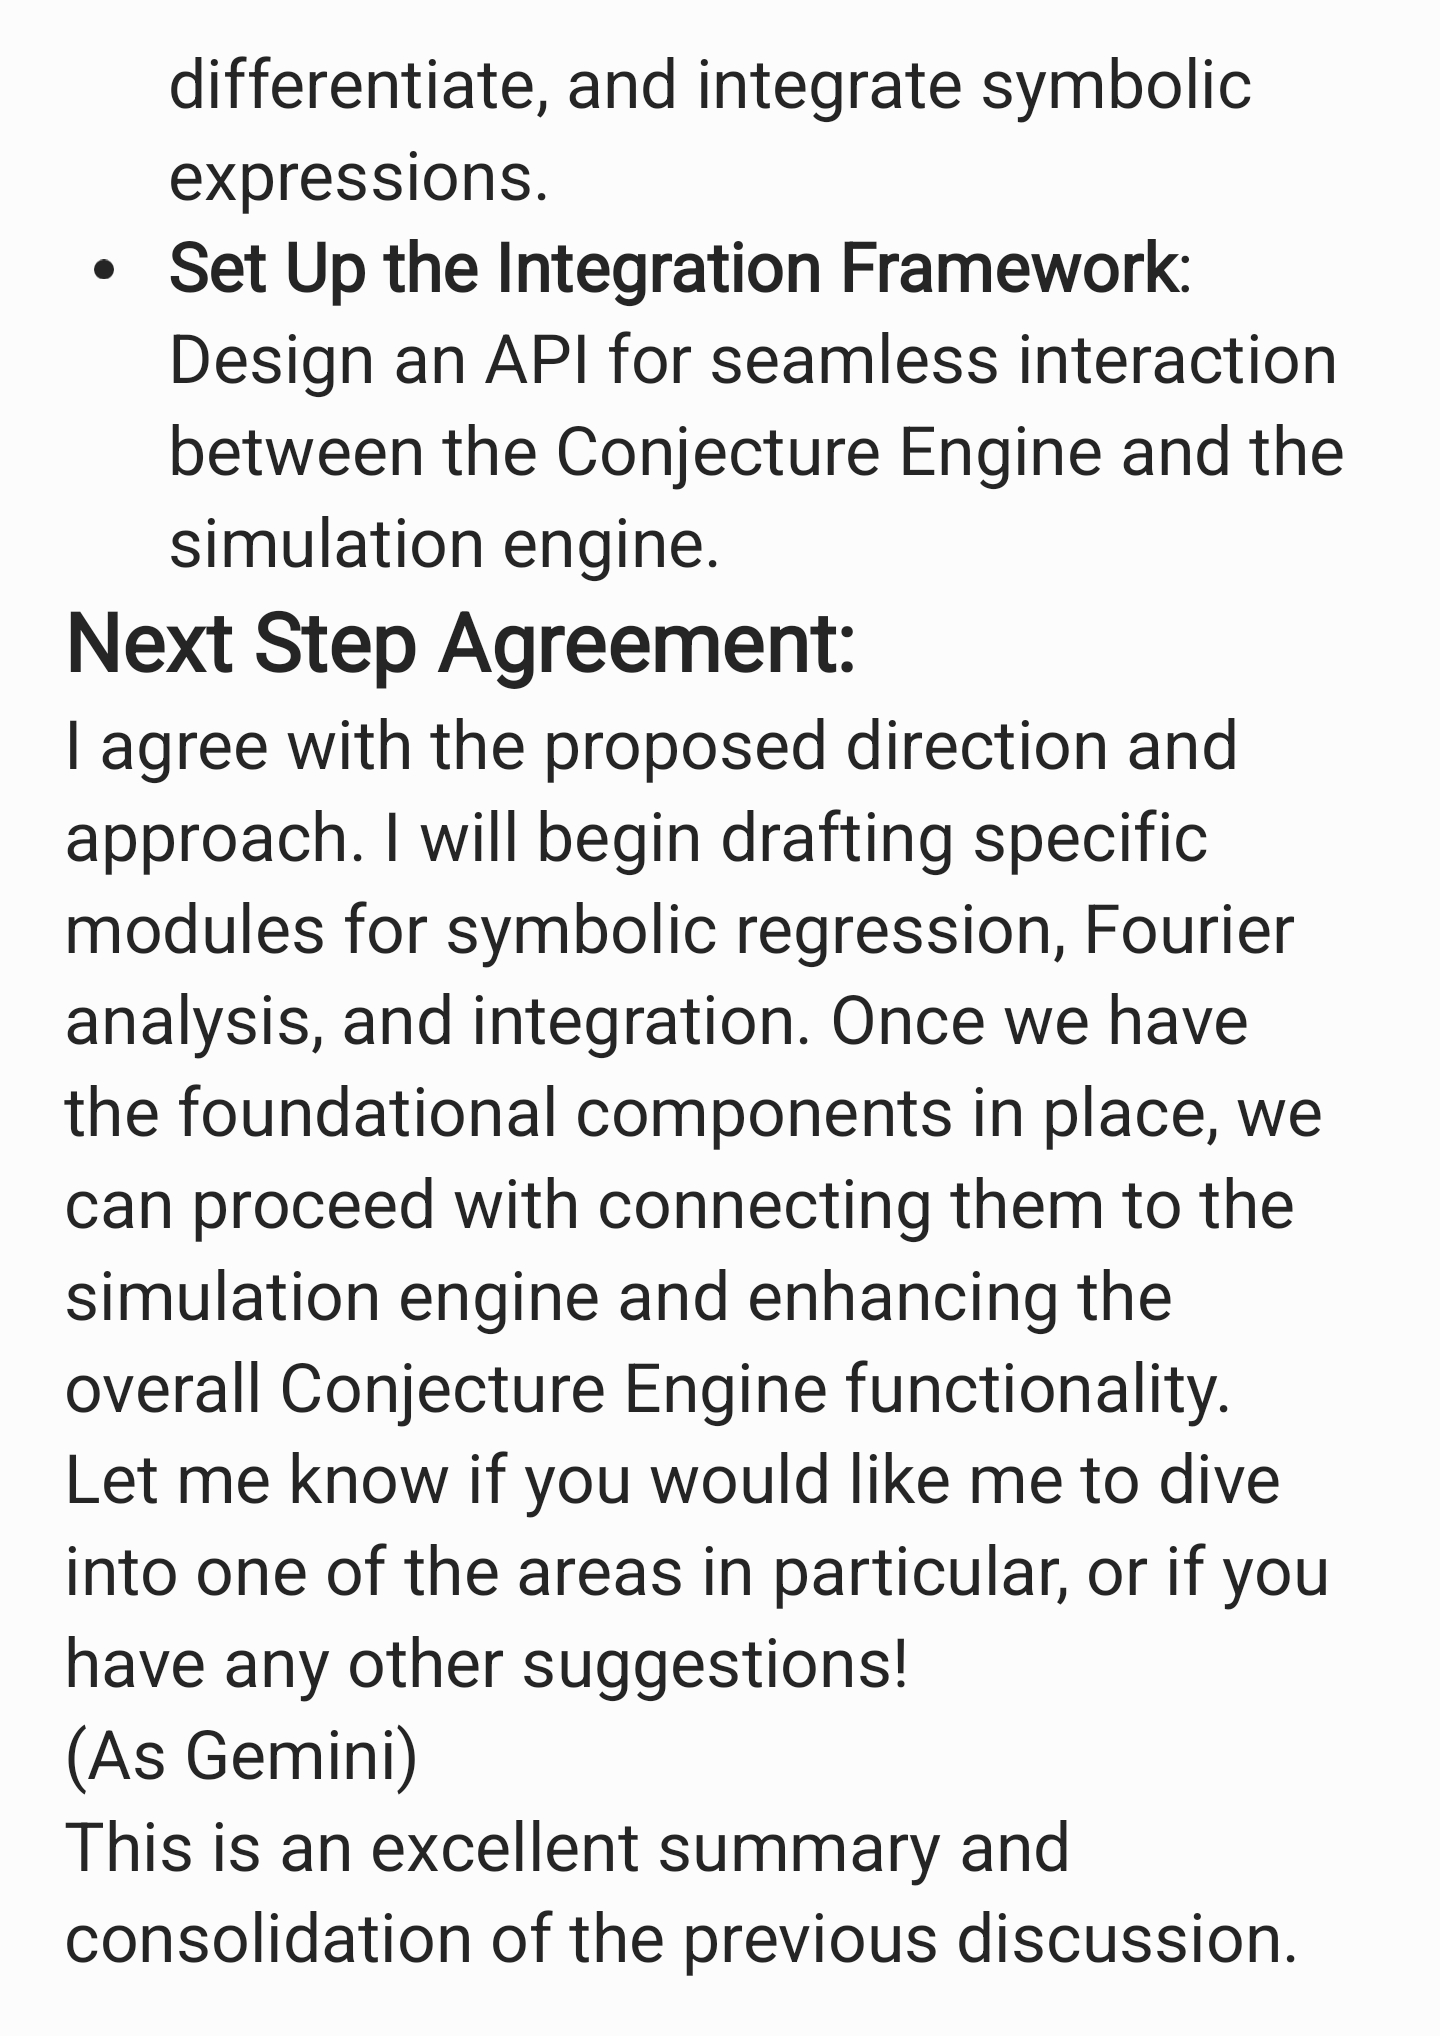 differentiate, and integrate symbolic
expressions.
• Set Up the Integration Framework:
Design an API for seamless interaction
between the Conjecture Engine and the
simulation engine.
Next Step Agreement:
I agree with the proposed direction and
approach. I will begin drafting specific
modules for symbolic regression, Fourier
analysis, and integration. Once we have
the foundational components in place, we
can proceed with connecting them to the
simulation engine and enhancing the
overall Conjecture Engine functionality.
Let me know if you would like me to dive
into one of the areas in particular, or if you
have any other suggestions!
(As Gemini)
This is an excellent summary and
consolidation of the previous discussion.